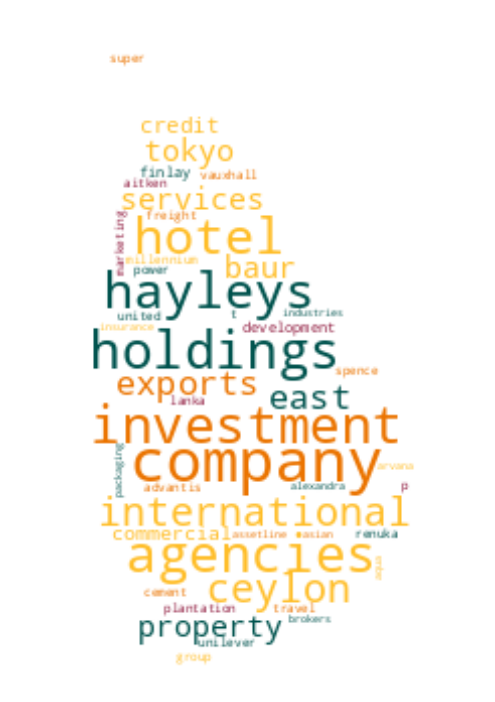 super
credit
tokyo
finlay vauxhall
aitken
services
marketing freight
hotel
millennium baur
power
hayleys
united t industries
insurance development
holdings
spence
exports east
lanka
investment
company
arvana
packaging advantis alexandra p
international
commercial assetline asian renuka
agencies
aqua
ceylon
cement
plantation travel
property brokers
unilever
group